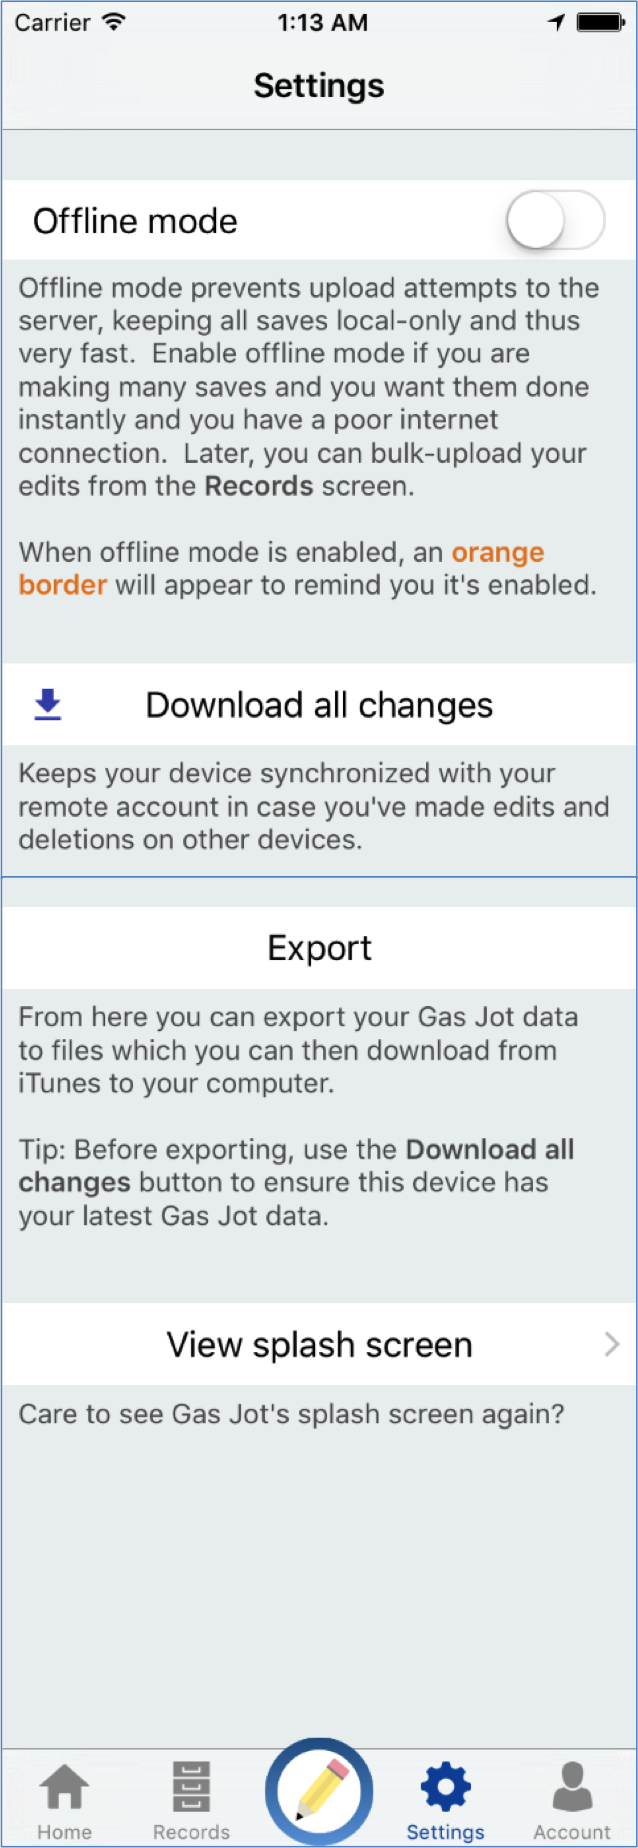 Carrier 1:13 AM
Settings
Offline mode
Offline mode prevents upload attempts to the
server, keeping all saves local-only and thus
very fast.  Enable offline mode if you are
making many saves and you want them done
instantly and you have a poor internet
connection.  Later, you can bulk-upload your
edits from the Records screen.
When offline mode is enabled, an orange
border will appear to remind you it's enabled.
Download all changes
Keeps your device synchronized with your
remote account in case you've made edits and
deletions on other devices.
Export
From here you can export your Gas Jot data
to files which you can then download from
iTunes to your computer.
Tip: Before exporting, use the Download all
changes button to ensure this device has
your latest Gas Jot data.
View splash screen
Care to see Gas Jot's splash screen again?
Home Records Settings Account